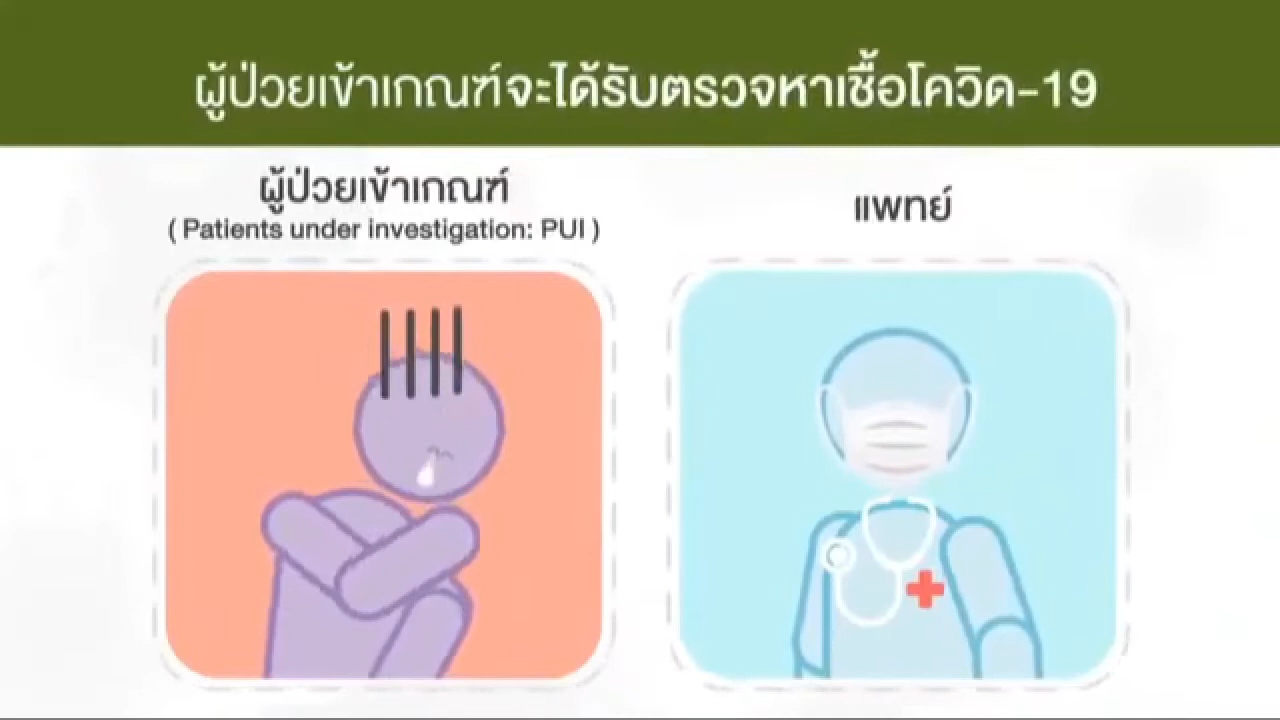 ผู้ป่วยเข้าเกณฑ์จะได้รับตรวจหาเชื้อโควิด-19
ผู้ป่วยเข้าเกณฑ์
( Patients under investigation: PUI )
แพทย์